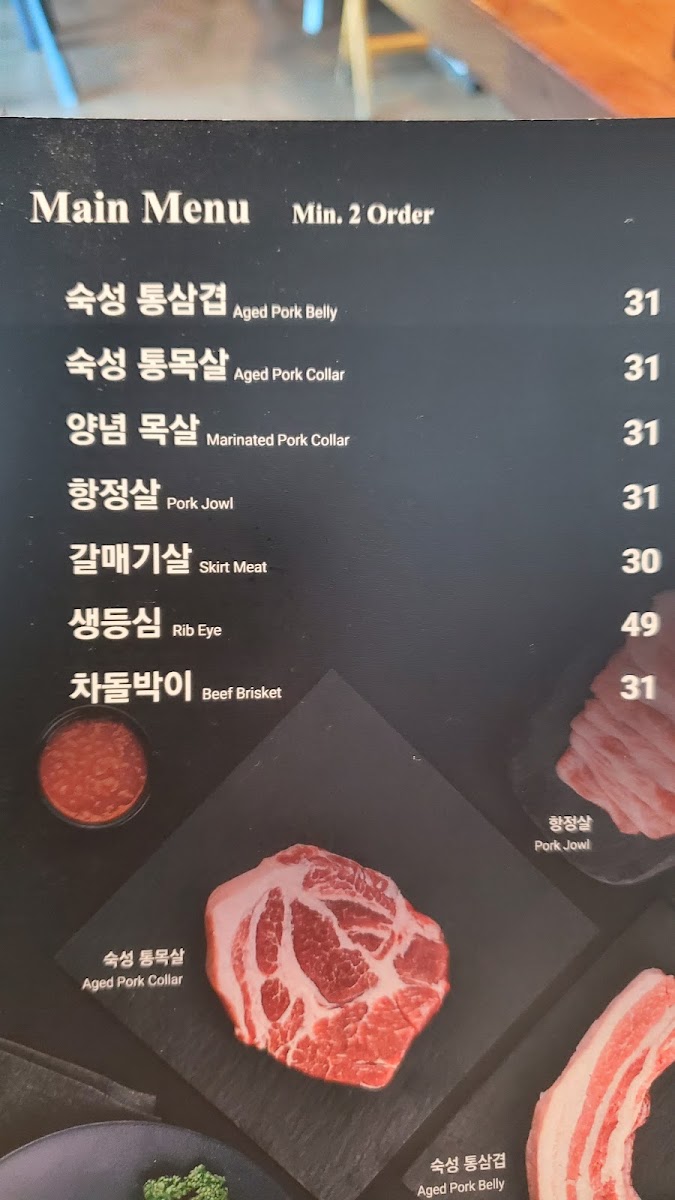 Main Menu Min. 2 Order
숙성 통삼겹 Aged Pork Belly 31
숙성 통목살 Aged Pork Collar 31
양념 목살 Marinated Pork Collar 31
항정살 Pork Jowl 31
갈매기살 Skirt Meat 30
생등심 Rib Eye 49
차돌박이 Beef Brisket 31
항정살
Pork Jowl
숙성 통목살
Aged Pork Collar
숙성 통삼겹
Aged Pork Belly